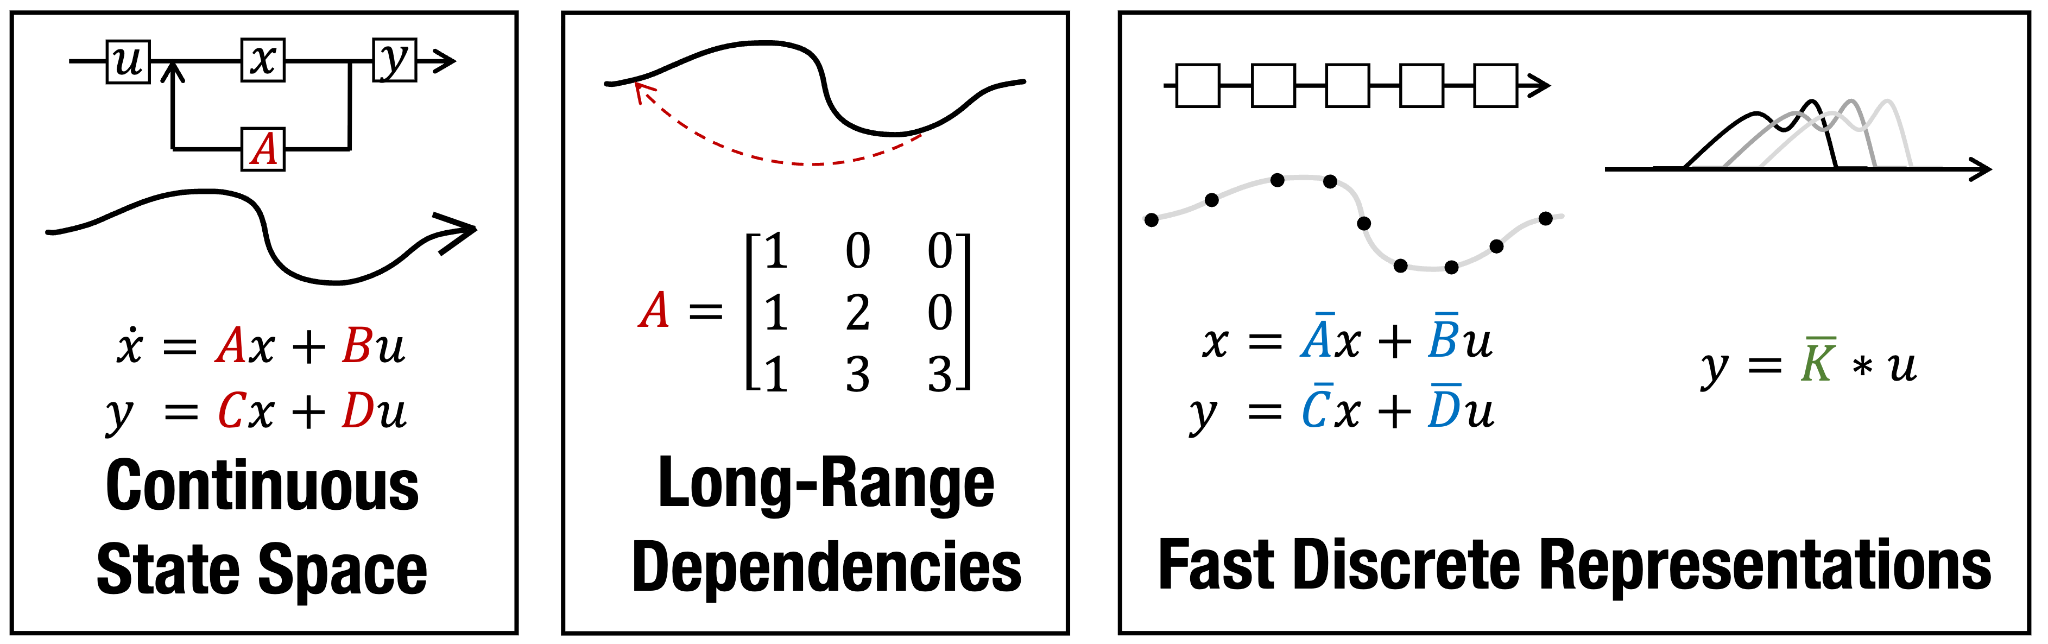 u x y
A
ẋ = Ax + Bu
y = Cx + Du
Continuous
State Space
A = [1 0 0
1 2 0
1 3 3]
Long-Range
Dependencies
x = A̅x + B̅u
y = C̅x + D̅u
y = K̅ * u
Fast Discrete Representations